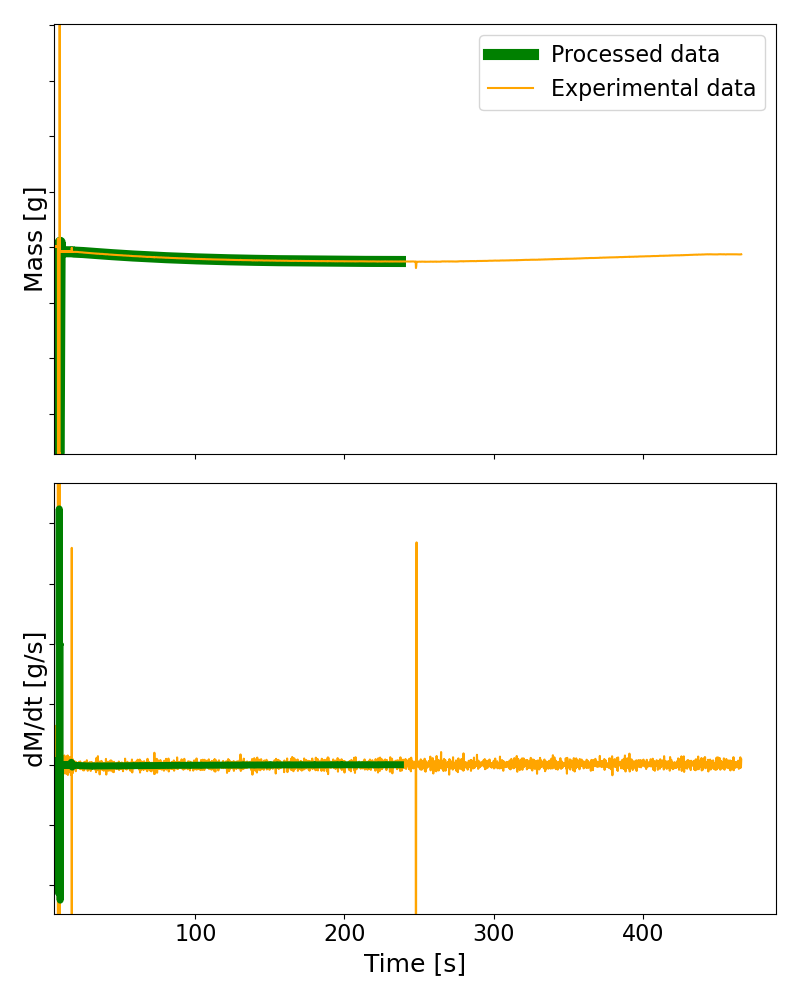 Processed data
Experimental data
Mass [g]
dM/dt [g/s]
100 200 300 400
Time [s]